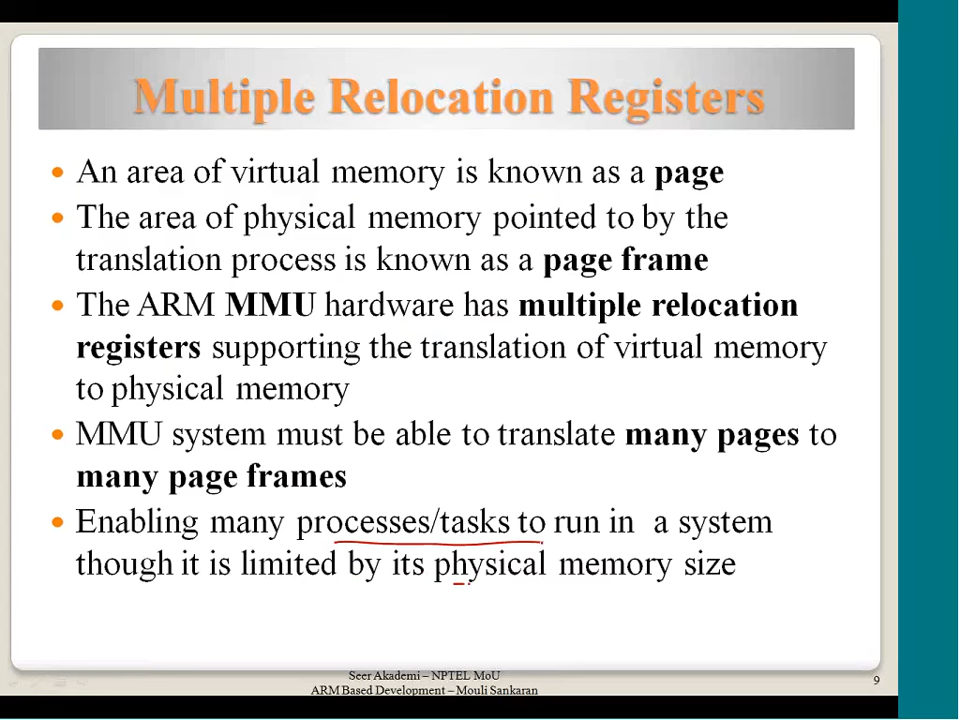 Multiple Relocation Registers
• An area of virtual memory is known as a page
• The area of physical memory pointed to by the
translation process is known as a page frame
• The ARM MMU hardware has multiple relocation
registers supporting the translation of virtual memory
to physical memory
• MMU system must be able to translate many pages to
many page frames
• Enabling many processes/tasks to run in a system
though it is limited by its physical memory size
Seer Akademi – NPTEL MoU
ARM Based Development – Mouli Sankaran
9